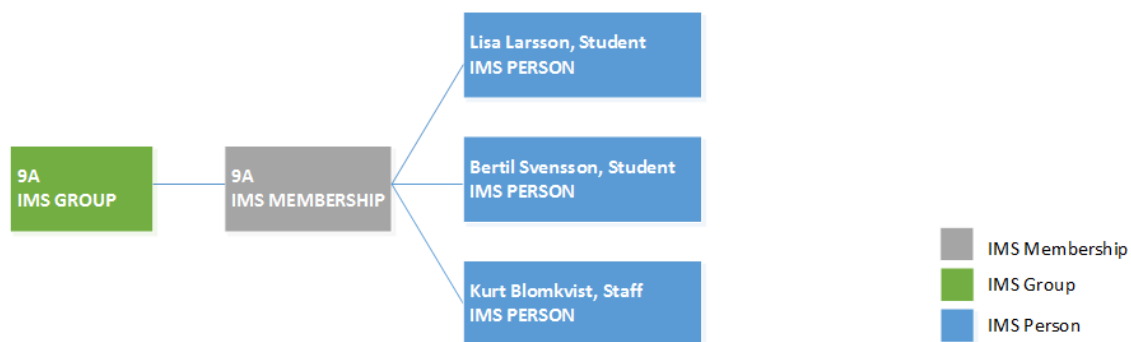 Lisa Larsson, Student
IMS PERSON
9A
IMS GROUP
9A
IMS MEMBERSHIP
Bertil Svensson, Student
IMS PERSON
Kurt Blomkvist, Staff
IMS PERSON
IMS Membership
IMS Group
IMS Person